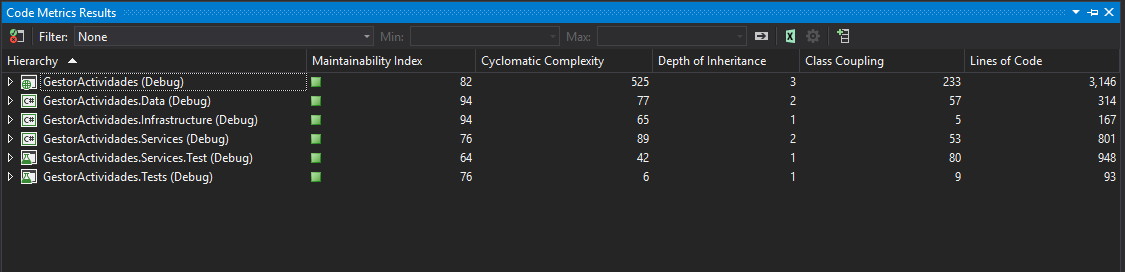 Code Metrics Results
Filter: None Min: Max:
Hierarchy Maintainability Index Cyclomatic Complexity Depth of Inheritance Class Coupling Lines of Code
GestorActividades (Debug) 82 525 3 233 3,146
C# GestorActividades.Data (Debug) 94 77 2 57 314
C# GestorActividades.Infrastructure (Debug) 94 65 1 5 167
C# GestorActividades.Services (Debug) 76 89 2 53 801
GestorActividades.Services.Test (Debug) 64 42 1 80 948
GestorActividades.Tests (Debug) 76 6 1 9 93